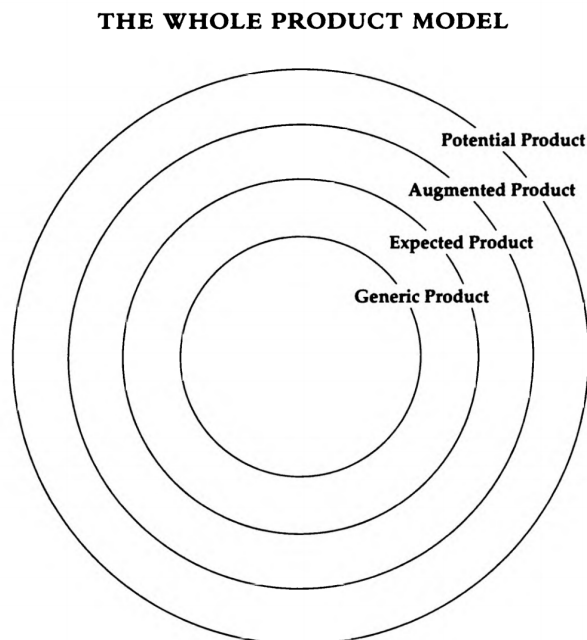 THE WHOLE PRODUCT MODEL
Potential Product
Augmented Product
Expected Product
Generic Product